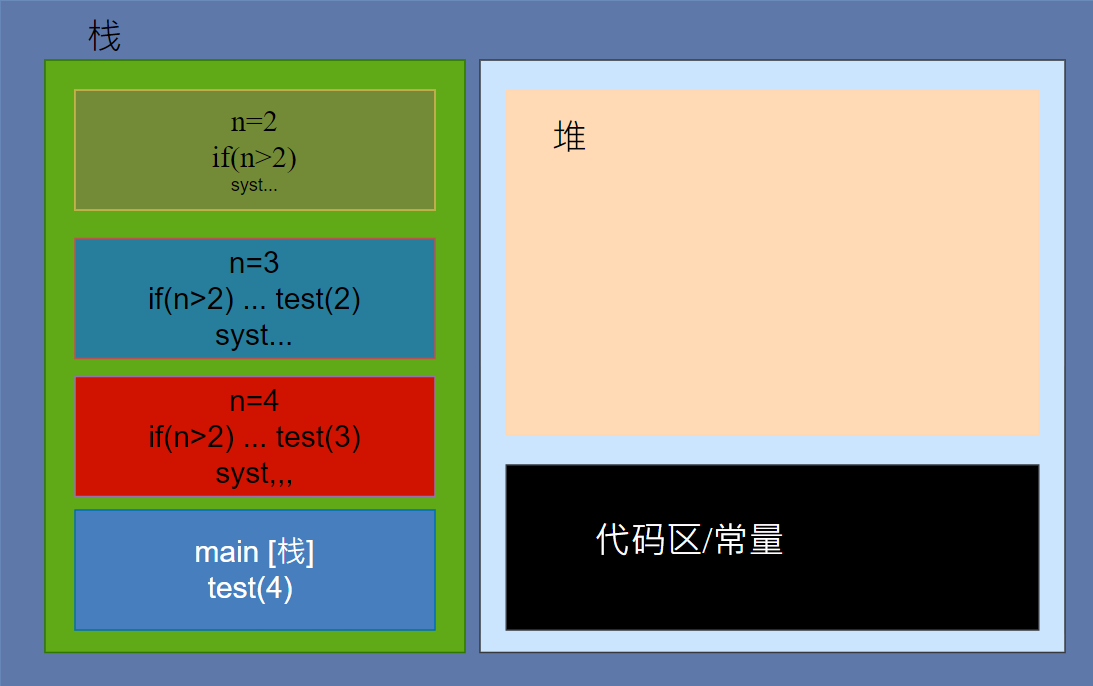 栈
n=2
if(n>2)
syst...
n=3
if(n>2) ... test(2)
syst...
n=4
if(n>2) ... test(3)
syst,,,
main [栈]
test(4)
堆
代码区/常量